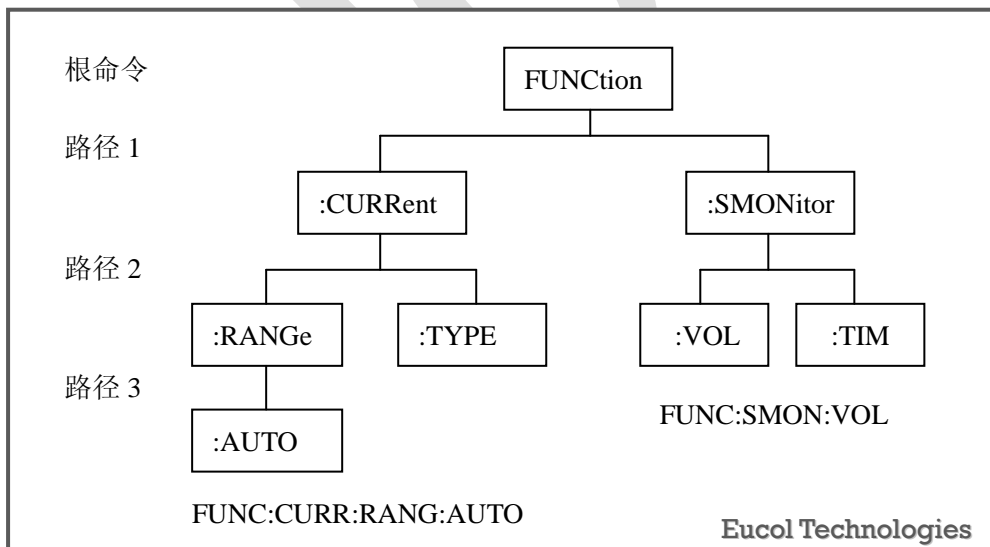 根命令
FUNCtion
路径 1
:CURRent
:SMONitor
路径 2
:RANGe
:TYPE
:VOL
:TIM
路径 3
:AUTO
FUNC:SMON:VOL
FUNC:CURR:RANG:AUTO
Eucol Technologies